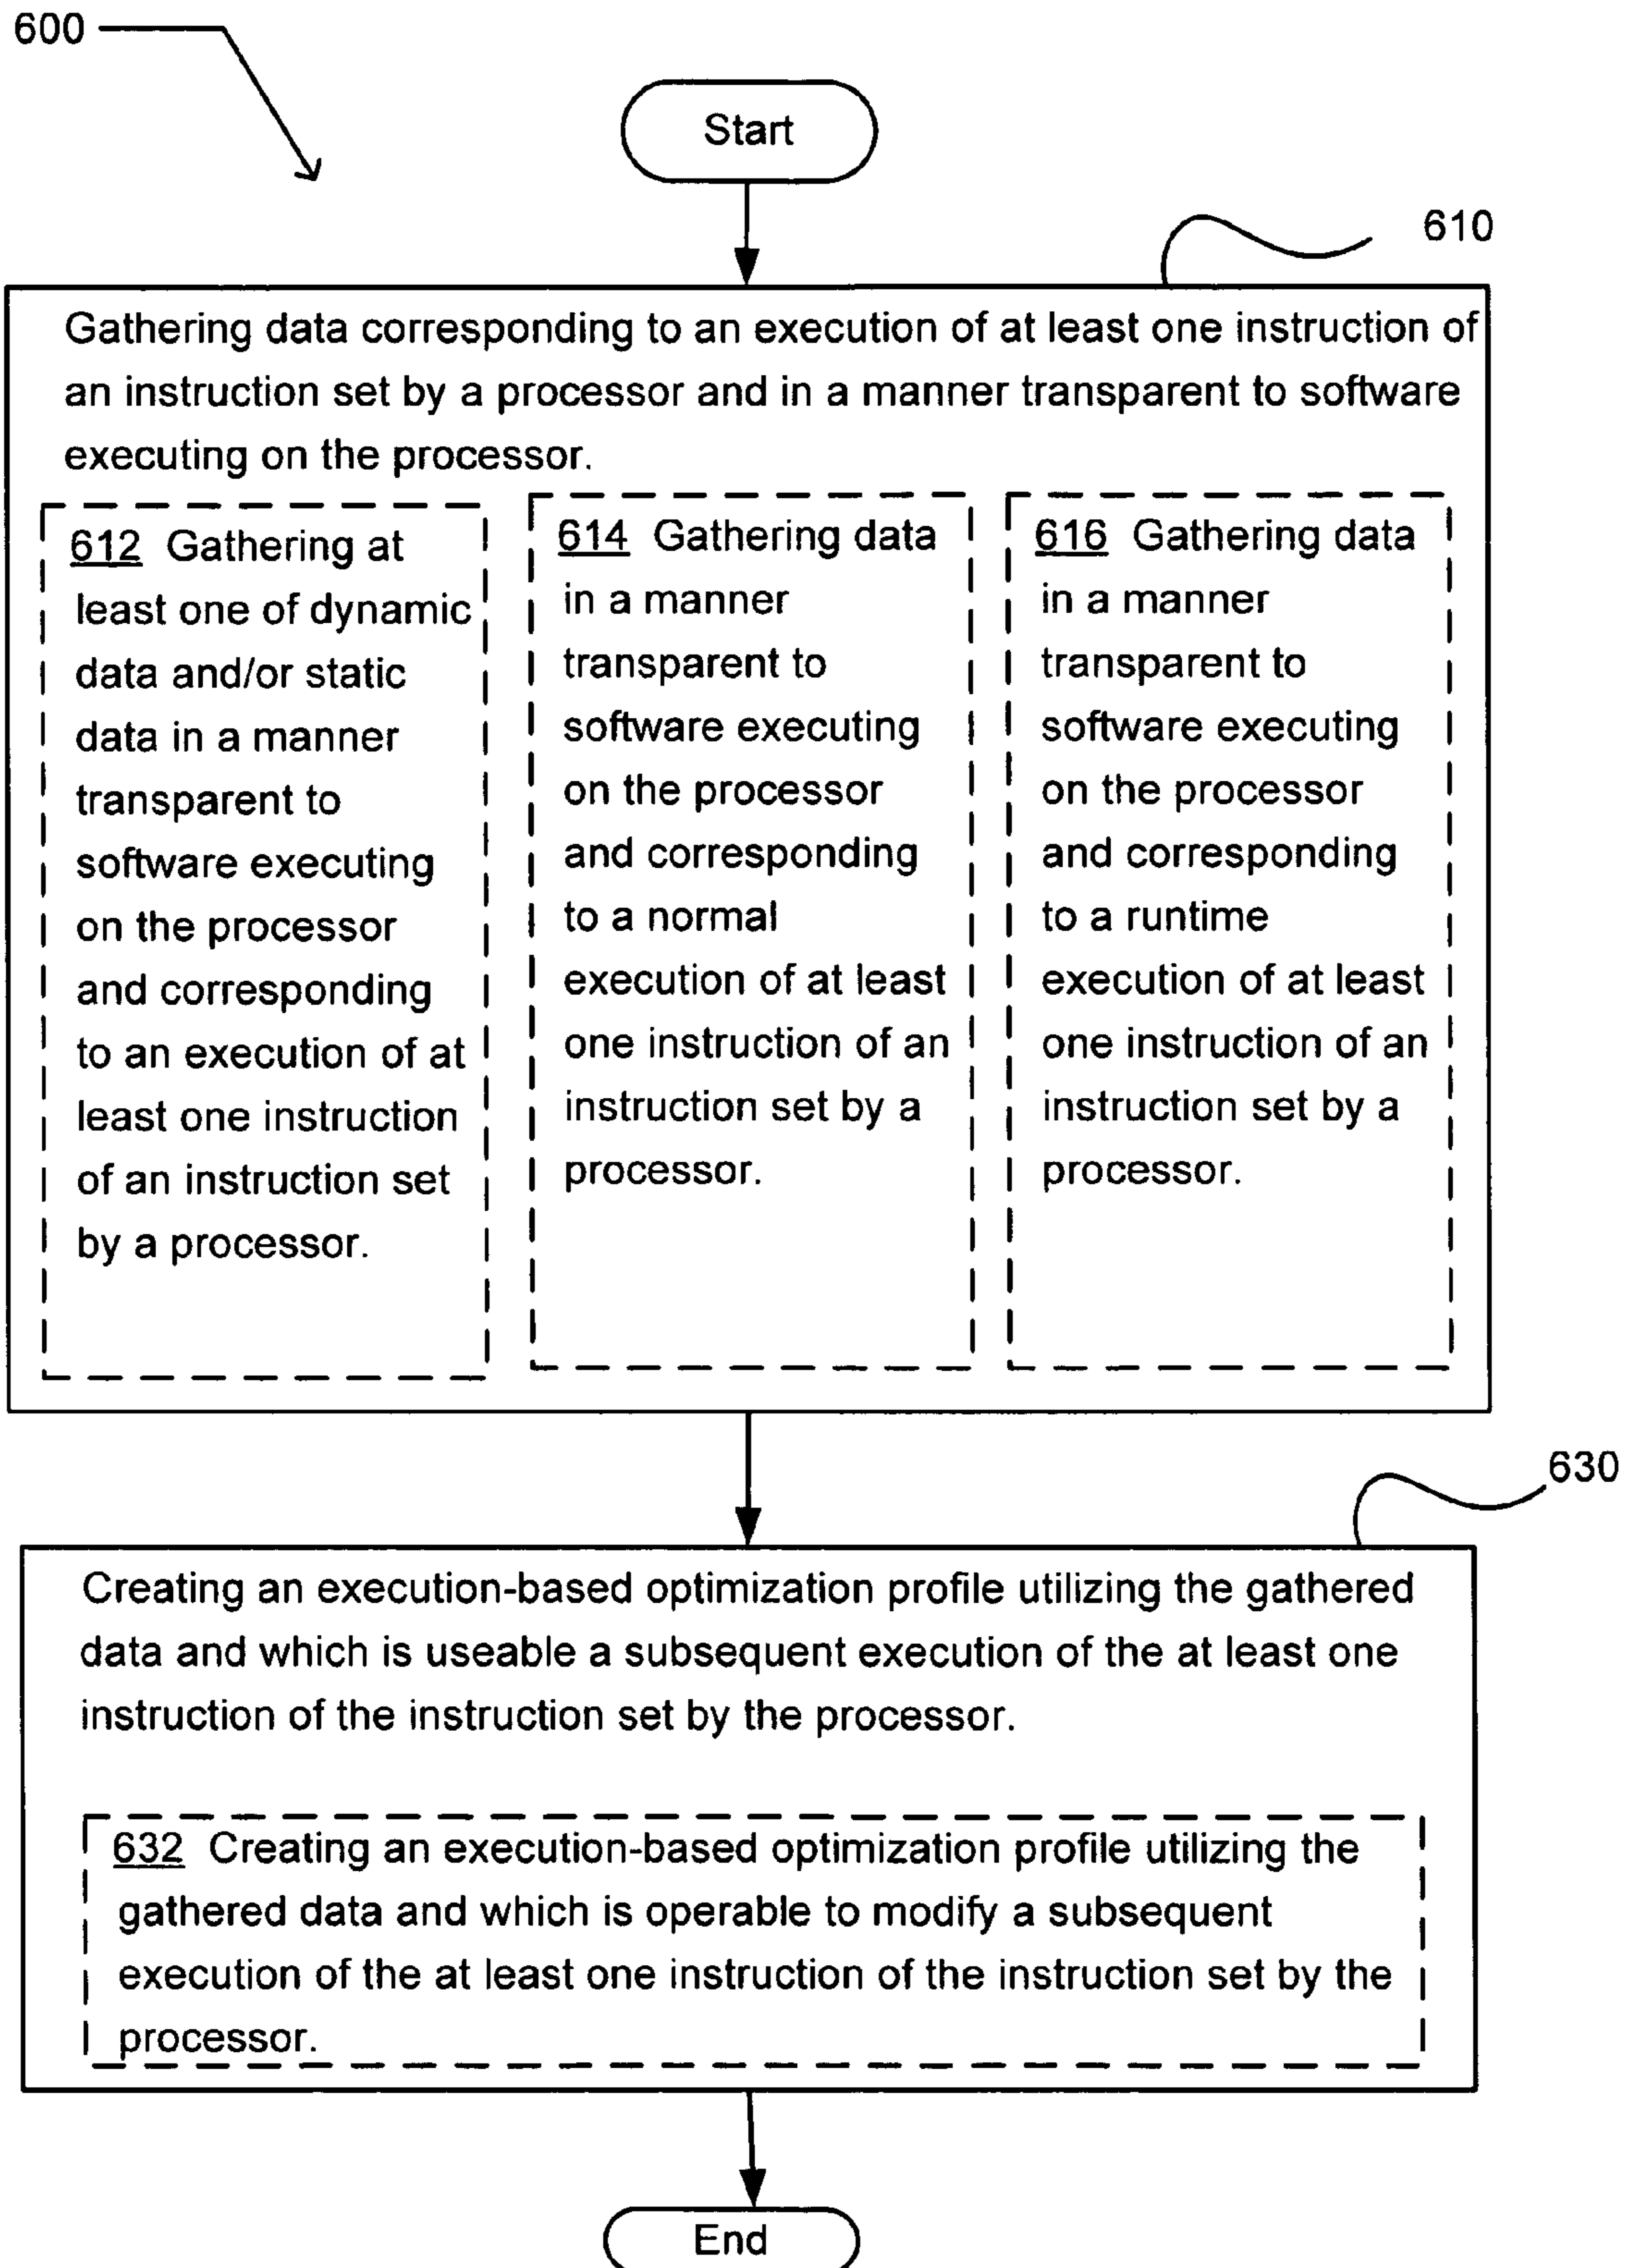 600
Start
610
Gathering data corresponding to an execution of at least one instruction of
an instruction set by a processor and in a manner transparent to software
executing on the processor.
612 Gathering at
least one of dynamic
data and/or static
data in a manner
transparent to
software executing
on the processor
and corresponding
to an execution of at
least one instruction
of an instruction set
by a processor.
614 Gathering data
in a manner
transparent to
software executing
on the processor
and corresponding
to a normal
execution of at least
one instruction of an
instruction set by a
processor.
616 Gathering data
in a manner
transparent to
software executing
on the processor
and corresponding
to a runtime
execution of at least
one instruction of an
instruction set by a
processor.
630
Creating an execution-based optimization profile utilizing the gathered
data and which is useable a subsequent execution of the at least one
instruction of the instruction set by the processor.
632 Creating an execution-based optimization profile utilizing the
gathered data and which is operable to modify a subsequent
execution of the at least one instruction of the instruction set by the
processor.
End